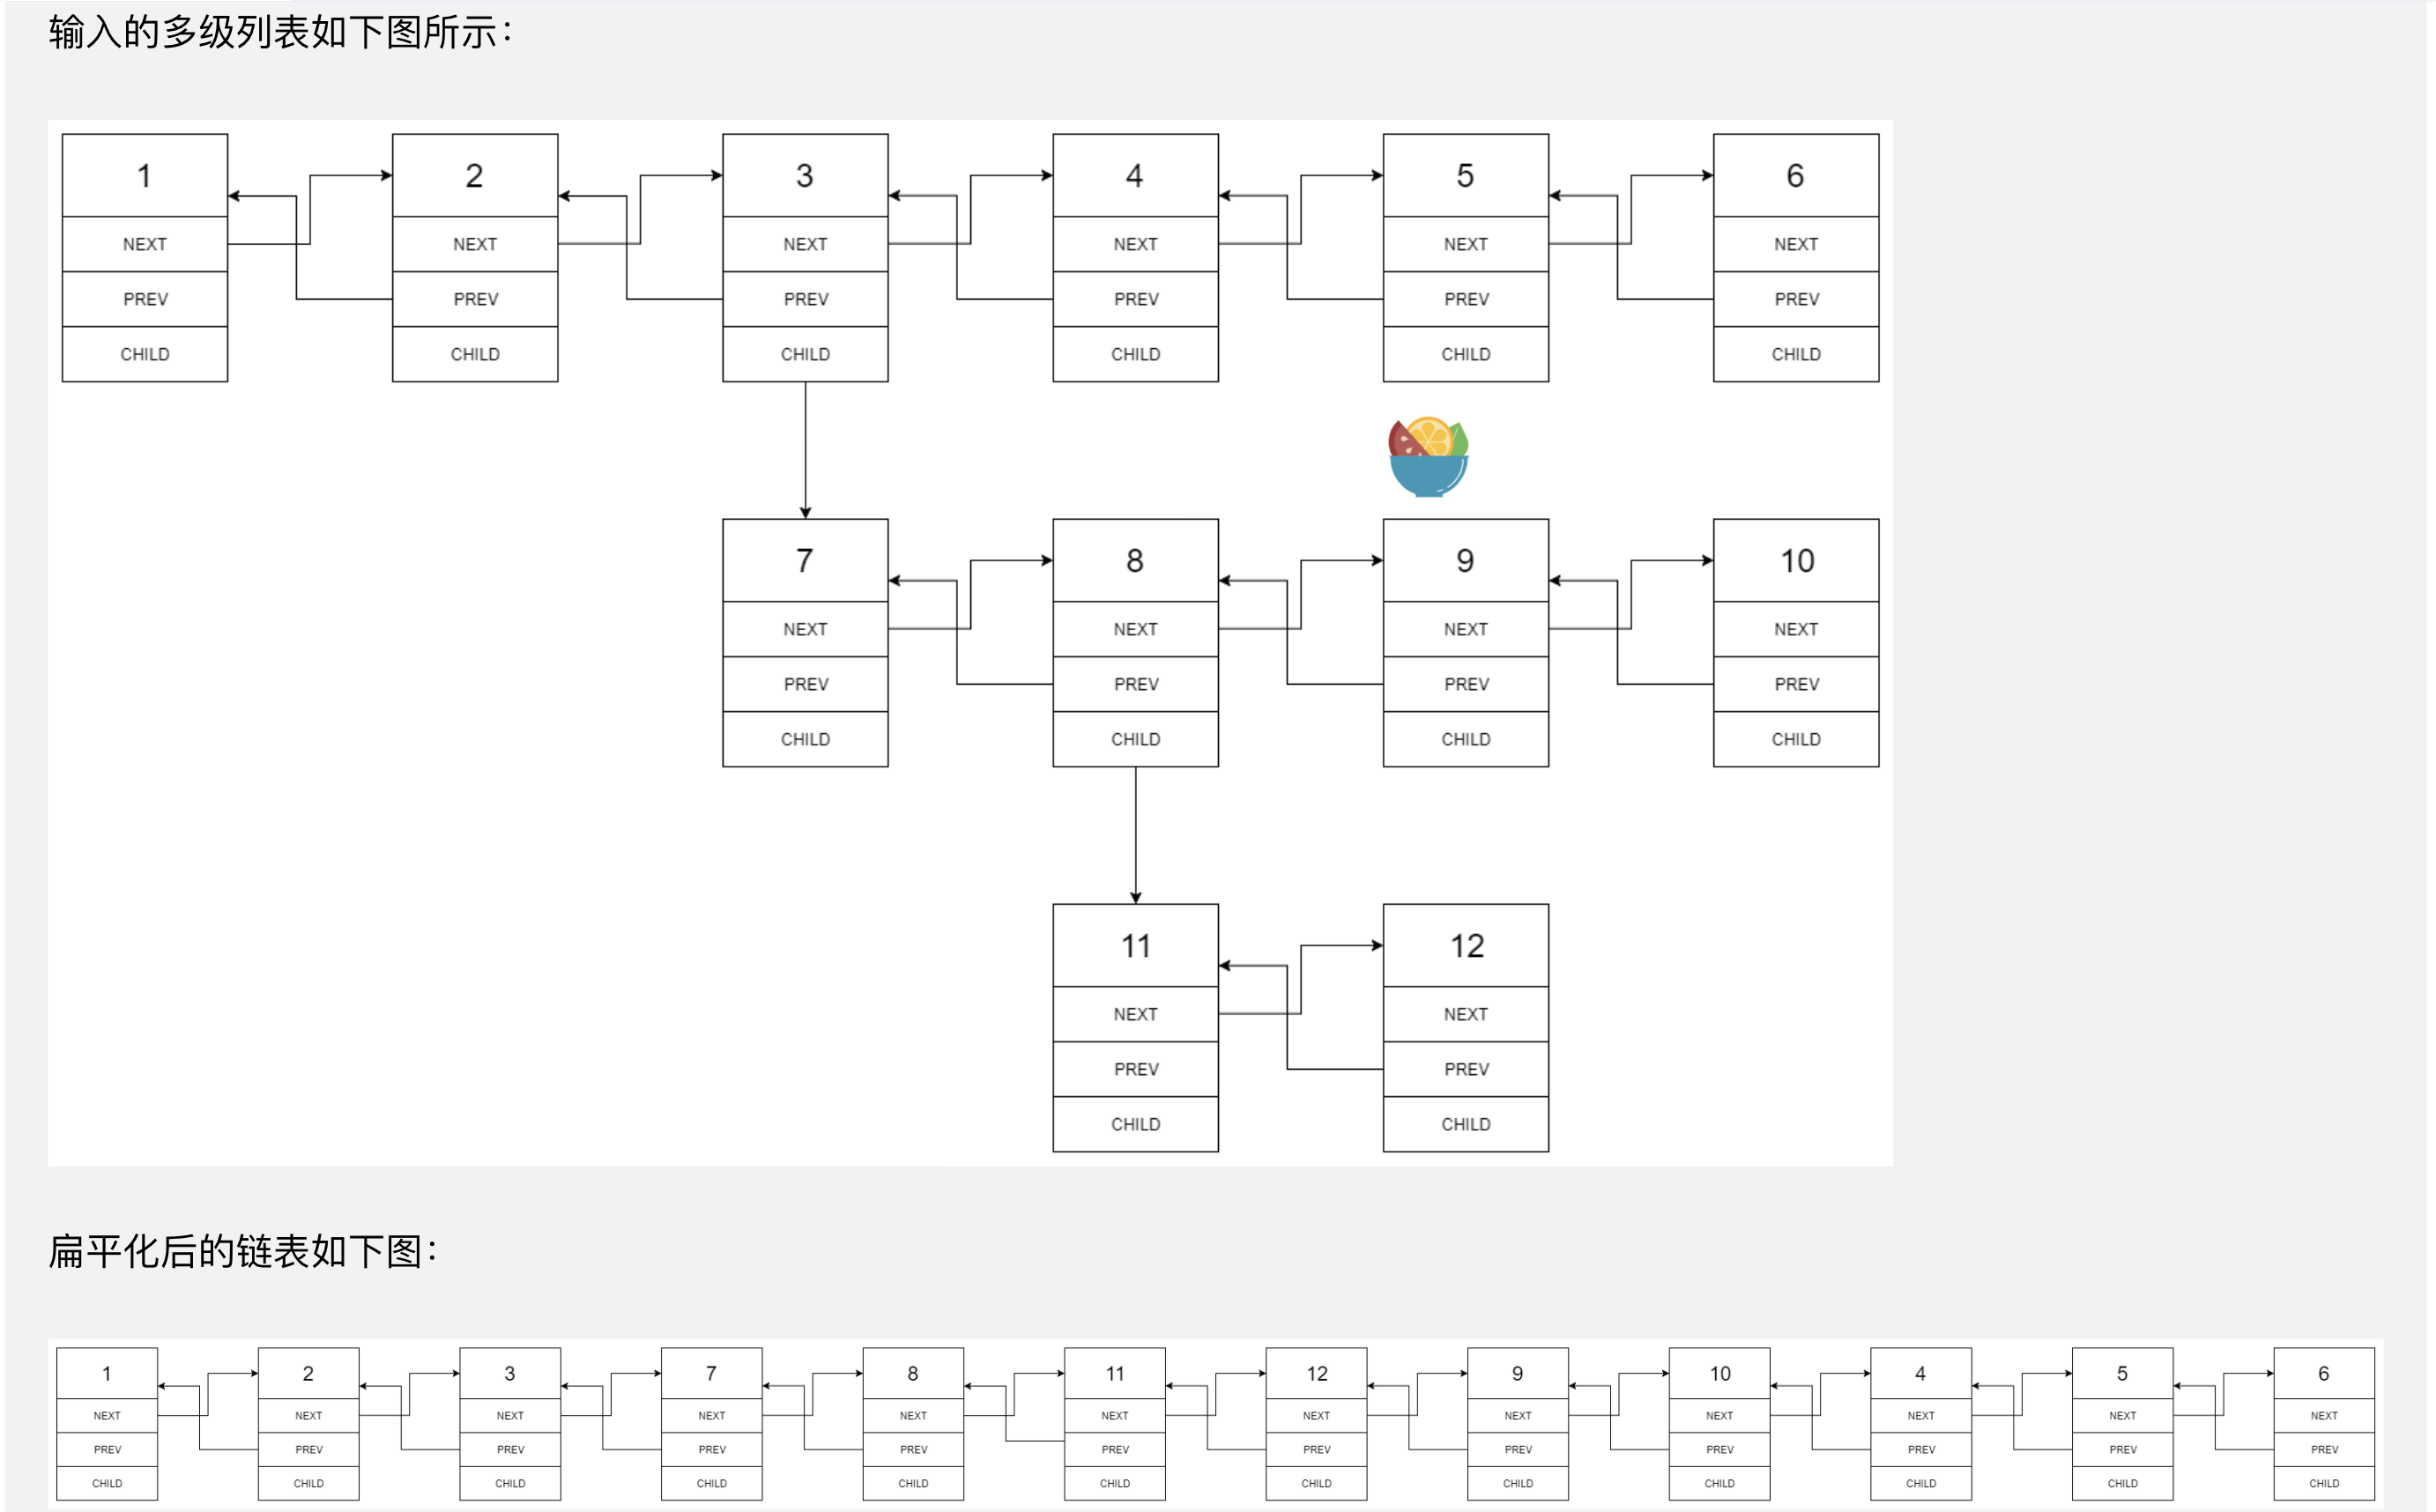 输入的多级列表如下图所示：
1 2 3 4 5 6
NEXT NEXT NEXT NEXT NEXT NEXT
PREV PREV PREV PREV PREV PREV
CHILD CHILD CHILD CHILD CHILD CHILD
7 8 9 10
NEXT NEXT NEXT NEXT
PREV PREV PREV PREV
CHILD CHILD CHILD CHILD
11 12
NEXT NEXT
PREV PREV
CHILD CHILD
扁平化后的链表如下图：
1 2 3 7 8 11 12 9 10 4 5 6
NEXT NEXT NEXT NEXT NEXT NEXT NEXT NEXT NEXT NEXT NEXT NEXT
PREV PREV PREV PREV PREV PREV PREV PREV PREV PREV PREV PREV
CHILD CHILD CHILD CHILD CHILD CHILD CHILD CHILD CHILD CHILD CHILD CHILD